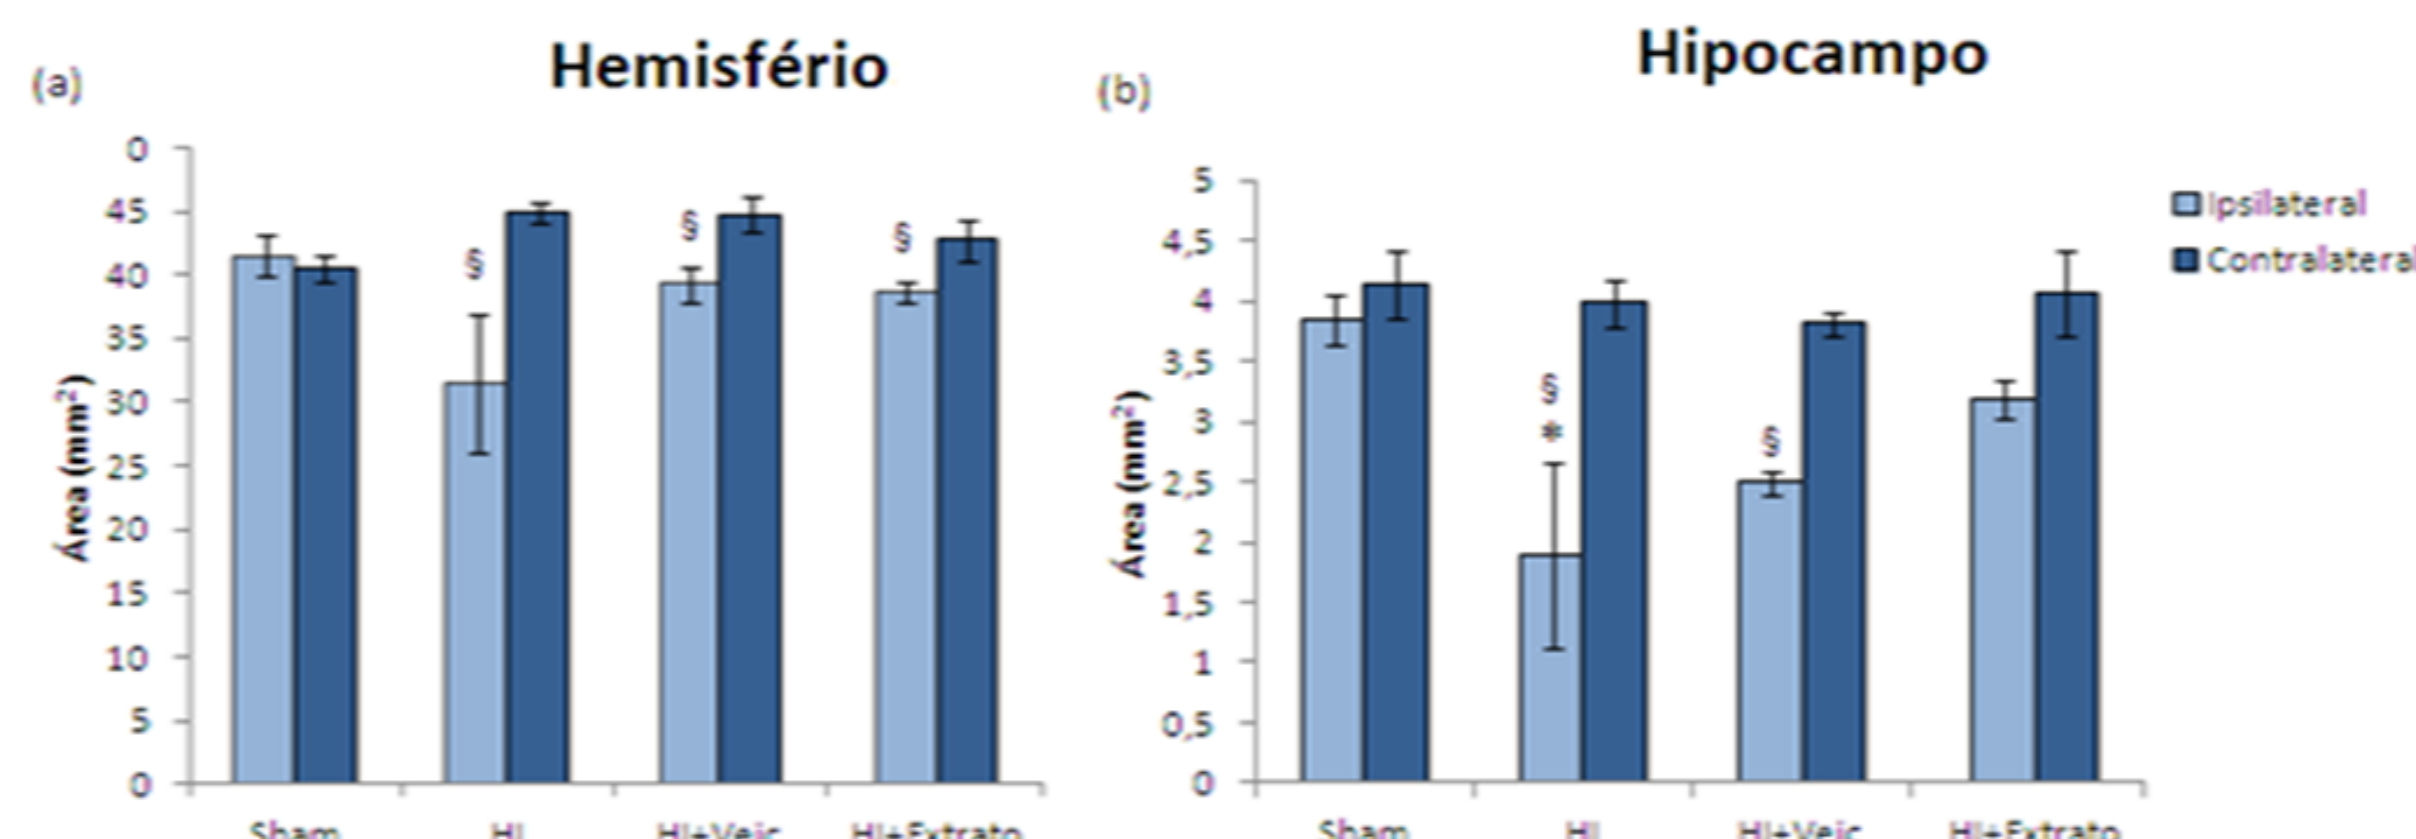 (a)
Hemisfério
0
45
40
35
30
25
20
15
10
5
0
Área (mm²)
§
§
§
Sham HI HI+Veic HI+Extrato
(b)
Hipocampo
5
4,5
4
3,5
3
2,5
2
1,5
1
0,5
0
Área (mm²)
§
*
§
Sham HI HI+Veic HI+Extrato
Ipsilateral
Contralateral